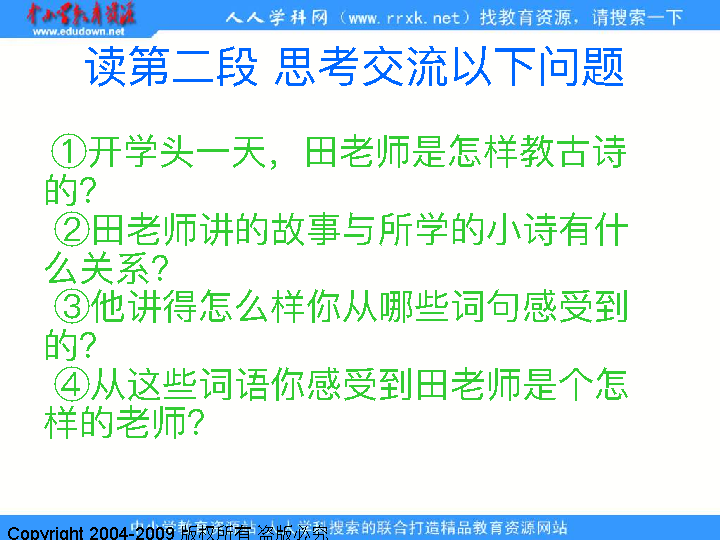 中小学教育资源
www.edudown.net
人人学科网（www.rrxk.net）找教育资源，请搜索一下
读第二段 思考交流以下问题
①开学头一天，田老师是怎样教古诗
的？
②田老师讲的故事与所学的小诗有什
么关系？
③他讲得怎么样你从哪些词句感受到
的？
④从这些词语你感受到田老师是个怎
样的老师？
中小学教育资源站-人人学科搜索的联合打造精品教育资源网站
Copyright 2004-2009 版权所有 盗版必究